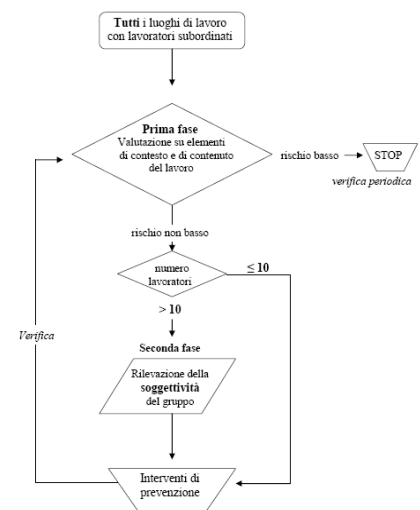 Tutti i luoghi di lavoro
con lavoratori subordinati
Prima fase
Valutazione su elementi
di contesto e di contenuto
del lavoro
rischio basso
STOP
verifica periodica
rischio non basso
numero
lavoratori
≤ 10
> 10
Verifica
Seconda fase
Rilevazione della
soggettività
del gruppo
Interventi di
prevenzione